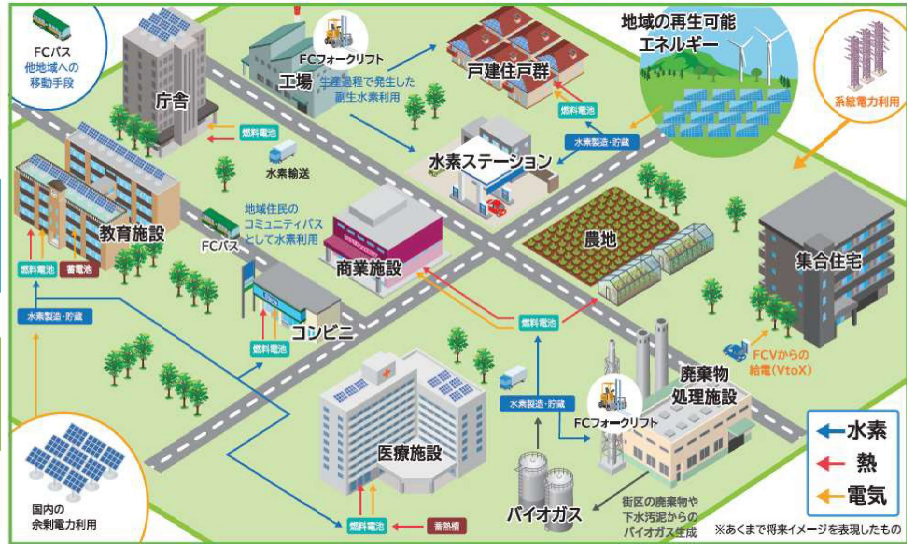 FCバス
他地域への
移動手段
庁舎
工場
FCフォークリフト
生産過程で発生した
副生水素利用
戸建住戸群
地域の再生可能
エネルギー
系統電力利用
燃料電池
水素輸送
燃料電池
水素製造・貯蔵
水素ステーション
教育施設
FCバス
地域住民の
コミュニティバス
として水素利用
商業施設
農地
集合住宅
燃料電池
蓄電池
水素製造・貯蔵
コンビニ
燃料電池
燃料電池
FCVからの
給電(VtoX)
水素製造・貯蔵
FCフォークリフト
廃棄物
処理施設
国内の
余剰電力利用
医療施設
燃料電池
蓄熱槽
バイオガス
街区の廃棄物や
下水汚泥からの
バイオガス生成
水素
熱
電気
※あくまで将来イメージを表現したもの